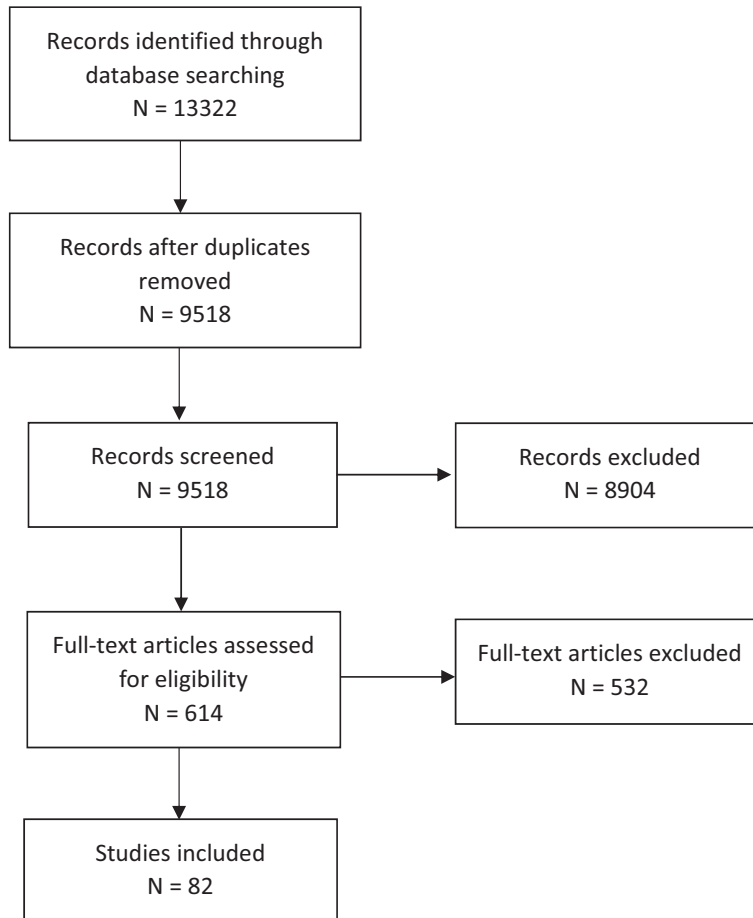 Records identified through
database searching
N = 13322
Records after duplicates
removed
N = 9518
Records screened
N = 9518
Records excluded
N = 8904
Full-text articles assessed
for eligibility
N = 614
Full-text articles excluded
N = 532
Studies included
N = 82